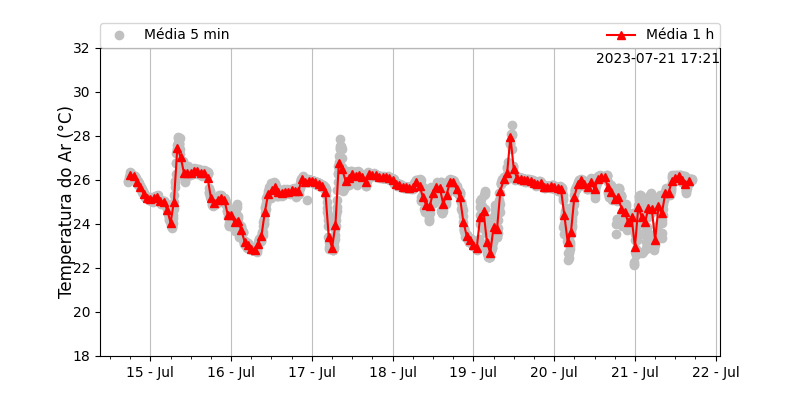 Média 5 min
Média 1 h
2023-07-21 17:21
Temperatura do Ar (°C)
32
30
28
26
24
22
20
18
15 - Jul
16 - Jul
17 - Jul
18 - Jul
19 - Jul
20 - Jul
21 - Jul
22 - Jul